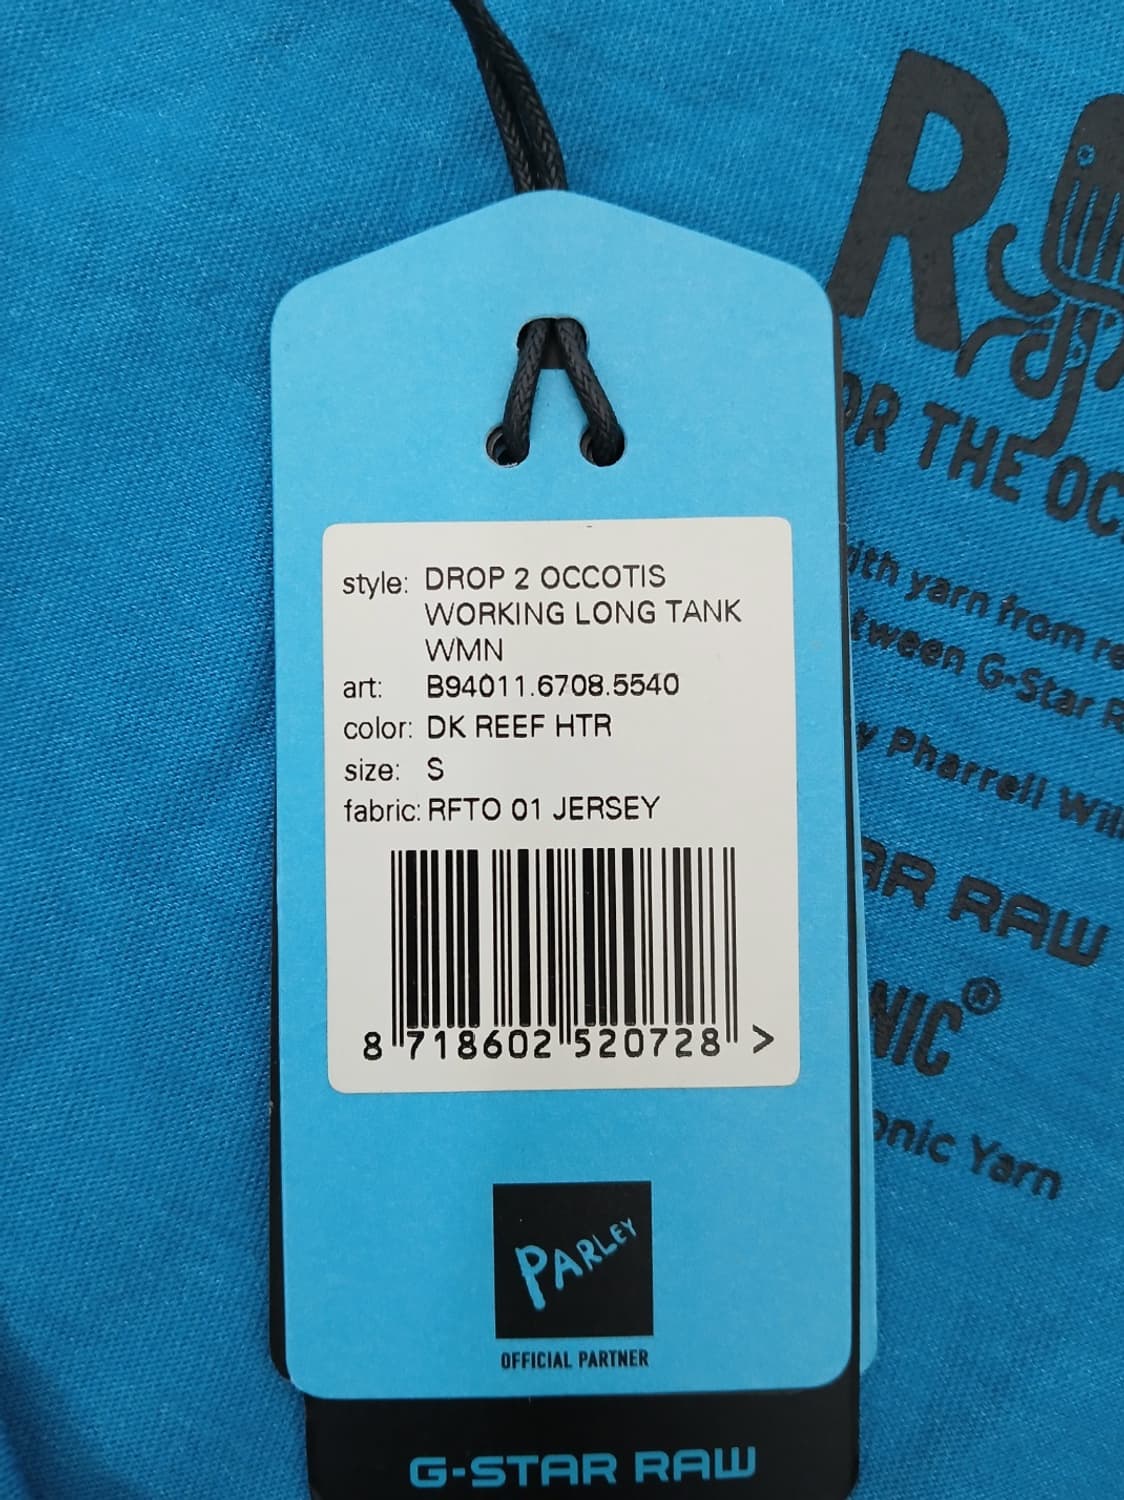 style: DROP 2 OCCOTIS
WORKING LONG TANK
WMN
art: B94011.6708.5540
color: DK REEF HTR
size: S
fabric: RFTO 01 JERSEY
8 718602 520728 >
PARLEY
OFFICIAL PARTNER
G-STAR RAW
R
OR THE OC
ith yarn from re
tween G-Star R
y Pharrell Will
AR RAW
NIC®
onic Yarn